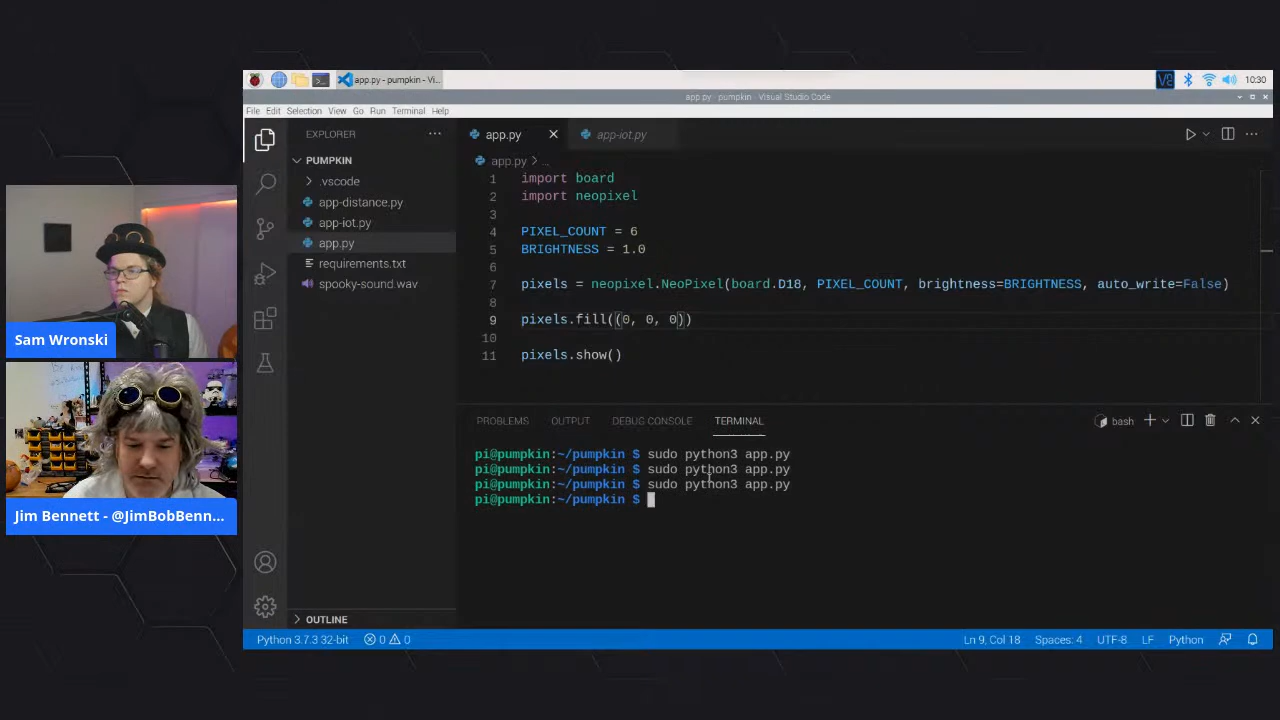 app.py - pumpkin - Vi...
10:30
app.py - pumpkin - Visual Studio Code
File Edit Selection View Go Run Terminal Help
EXPLORER ...
PUMPKIN
.vscode
app-distance.py
app-iot.py
app.py
requirements.txt
spooky-sound.wav
OUTLINE
app.py
app-iot.py
app.py > ...
1 import board
2 import neopixel
3
4 PIXEL_COUNT = 6
5 BRIGHTNESS = 1.0
6
7 pixels = neopixel.NeoPixel(board.D18, PIXEL_COUNT, brightness=BRIGHTNESS, auto_write=False)
8
9 pixels.fill((0, 0, 0))
10
11 pixels.show()
PROBLEMS OUTPUT DEBUG CONSOLE TERMINAL
bash
pi@pumpkin:~/pumpkin $ sudo python3 app.py
pi@pumpkin:~/pumpkin $ sudo python3 app.py
pi@pumpkin:~/pumpkin $ sudo python3 app.py
pi@pumpkin:~/pumpkin $
Python 3.7.3 32-bit 0 0 Ln 9, Col 18 Spaces: 4 UTF-8 LF Python
Sam Wronski
Jim Bennett - @JimBobBenn...